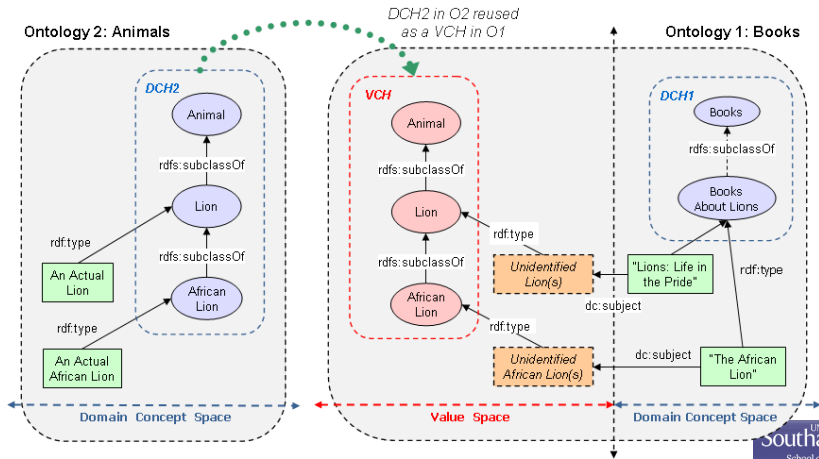 DCH2 in O2 reused
as a VCH in O1
Ontology 2: Animals
Ontology 1: Books
DCH2
Animal
rdfs:subclassOf
Lion
rdf:type
rdfs:subclassOf
An Actual
Lion
African
Lion
rdf:type
An Actual
African Lion
Domain Concept Space
VCH
Animal
rdfs:subclassOf
Lion
rdf:type
rdfs:subclassOf
Unidentified
Lion(s)
African
Lion
rdf:type
dc:subject
Unidentified
African Lion(s)
dc:subject
Value Space
DCH1
Books
rdfs:subclassOf
Books
About Lions
"Lions: Life in
the Pride"
rdf:type
"The African
Lion"
Domain Concept Space
School